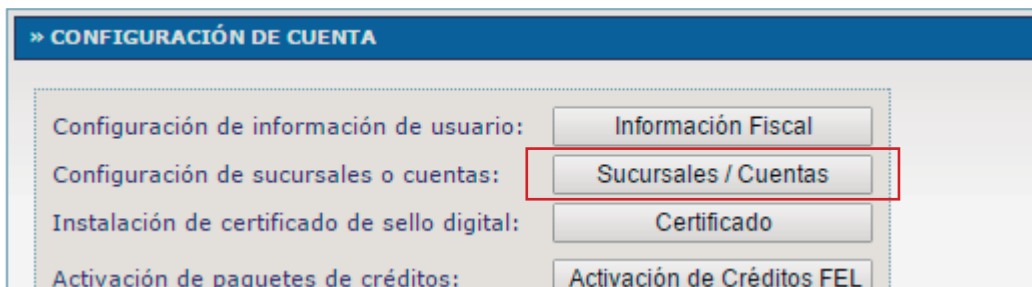 » CONFIGURACIÓN DE CUENTA
Configuración de información de usuario: Información Fiscal
Configuración de sucursales o cuentas: Sucursales / Cuentas
Instalación de certificado de sello digital: Certificado
Activación de paquetes de créditos: Activación de Créditos FEL